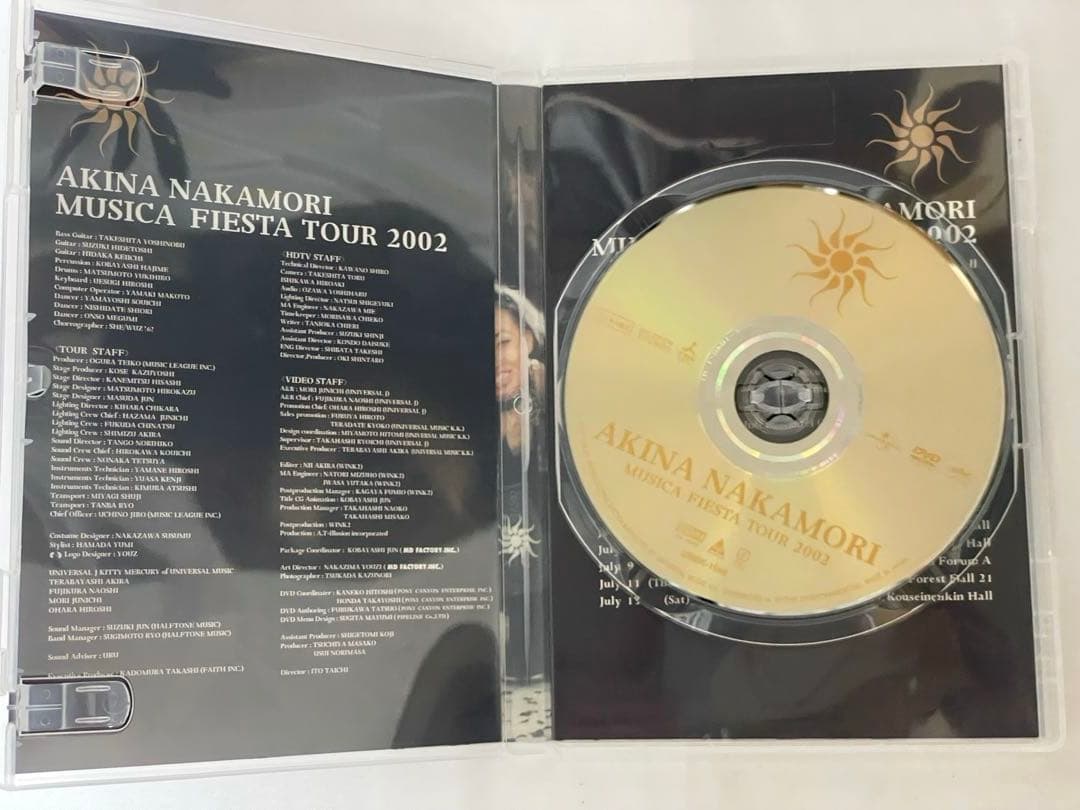 AKINA NAKAMORI
MUSICA FIESTA TOUR 2002
Bass Guitar : TAKESHITA YOSHINOBU
Guitar : SUZUKI HIDETOSHI
Guitar : HIDAKA KEIICHI
Percussion : KOBAYASHI HAJIME
Drums : MATSUMOTO YUKIHIRO
Keyboard : UESUGI HIROSHI
Computer Operator : YAMAKI MAKOTO
Dancer : YAMAYOSHI SOUICHI
Dancer : NISHIDATE SHIORI
Dancer : ONSO MEGUMI
Choreographer : SHE/WHZ '6?
〈TOUR STAFF〉
Producer : OGURA TEIKO (MUSIC LEAGUE INC.)
Stage Producer : KOSE KAZUYOSHI
Stage Director : KANEMITSU HISASHI
Stage Designer : MATSUMOTO HIROKAZU
Stage Designer : MASUDA JUN
Lighting Director : KIHARA CHIKARA
Lighting Crew Chief : HAZAMA JUNICHI
Lighting Crew : FUKUDA CHINATSU
Lighting Crew : SHIMIZU AKIRA
Sound Director : TANGO NORIHIKO
Sound Crew Chief : HIROKAWA KOUICHI
Sound Crew : NONAKA TETSUYA
Instruments Technician : YAMANE HIROSHI
Instruments Technician : YUASA KENJI
Instruments Technician : KIMURA ATSUSHI
Transport : MIYAGI SHUJI
Transport : TANBA RYO
Chief Officer : UCHINO JIRO (MUSIC LEAGUE INC.)
Costume Designer : NAKAZAWA SUSUMU
Stylist : HAMADA YUMI
Logo Designer : YOUZ
UNIVERSAL J KITTY MERCURY of UNIVERSAL MUSIC
TERABAYASHI AKIRA
FUJIKURA NAOSHI
MORI JUNICHI
OHARA HIROSHI
Sound Manager : SUZUKI JUN (HALFTONE MUSIC)
Band Manager : SUGIMOTO RYO (HALFTONE MUSIC)
Sound Adviser : URU
Executive Producer : KADOMURA TAKASHI (FAITH INC.)
〈HDTV STAFF〉
Technical Director : KAWANO SHIRO
Camera : TAKESHITA TORU
ISHIKAWA HIROAKI
Audio : OZAWA YOSHIHARU
Lighting Director : NATSUI SHIGEYUKI
MA Engineer : NAKAZAWA MIE
Timekeeper : MORISAWA CHIEKO
Writer : TANIOKA CHIERI
Assistant Producer : SUZUKI SHINJI
Assistant Director : KONDO DAISUKE
ENG Director : SHIBATA TAKESHI
Director,Producer : OKI SHINTARO
〈VIDEO STAFF〉
A&R : MORI JUNICHI (UNIVERSAL J)
A&R Chief : FUJIKURA NAOSHI (UNIVERSAL J)
Promotion Chief: OHARA HIROSHI (UNIVERSAL J)
Sales promotion : FURUYA HIROTO
TERADATE KYOKO (UNIVERSAL MUSIC K.K.)
Design coordination : MIYAMOTO HITOMI (UNIVERSAL MUSIC K.K.)
Supervisor : TAKAHASHI RYOICHI (UNIVERSAL J)
Executive Producer : TERABAYASHI AKIRA (UNIVERSAL MUSIC K.K.)
Editor : NII AKIRA (WINK2)
MA Engineer : NATORI MIZUHO (WINK2)
IWASA YUTAKA (WINK2)
Postproduction Manager : KAGAYA FUMIO (WINK2)
Title CG Animation : KOBAYASHI JUN
Production Manager : TAKAHASHI NAOKO
TAKAHASHI MISAKO
Postproduction : WINK2
Production : A.T-illusion incorporated
Package Coordinator : KOBAYASHI JUN (MD FACTORY.INC.)
Art Director : NAKAZIMA YOUZI (MD FACTORY.INC.)
Photographer : TSUKADA KAZUNORI
DVD Coordinater : KANEKO HITOSHI (PONY CANYON ENTERPRISE INC.)
HONDA TAKAYOSHI (PONY CANYON ENTERPRISE INC.)
DVD Authoring : FURUKAWA TATSUO (PONY CANYON ENTERPRISE INC.)
DVD Menu Design : SUGITA MAYUMI (PIPELINE Co.,LTD)
Assistant Producer : SHIGETOMI KOJI
Producer : TSUCHIYA MASAKO
USUI NORIMASA
Director : ITO TAICHI
AMORI
MU 2002
all
Hall
July 9 Forum A
July 11 (Th Forest Hall 21
July 13 (Sat) Kouseinenkin Hall
DVD
AKINA NAKAMORI
MUSICA FIESTA TOUR 2002